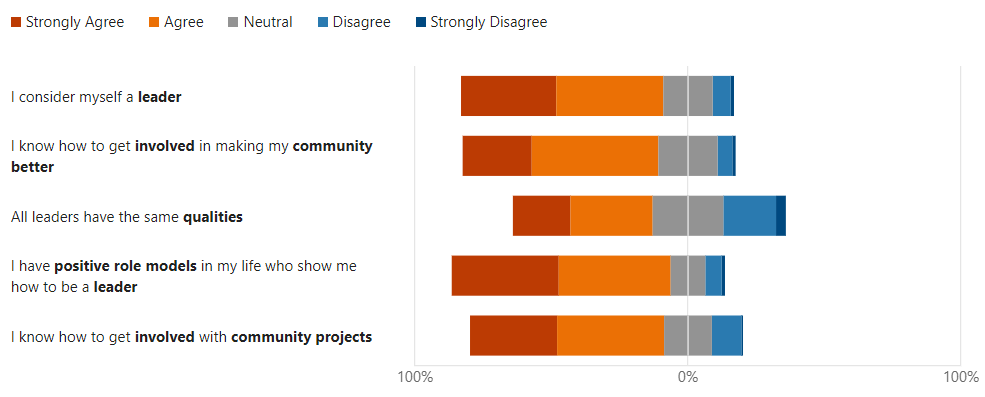 Strongly Agree Agree Neutral Disagree Strongly Disagree
I consider myself a leader
I know how to get involved in making my community
better
All leaders have the same qualities
I have positive role models in my life who show me
how to be a leader
I know how to get involved with community projects
100% 0% 100%